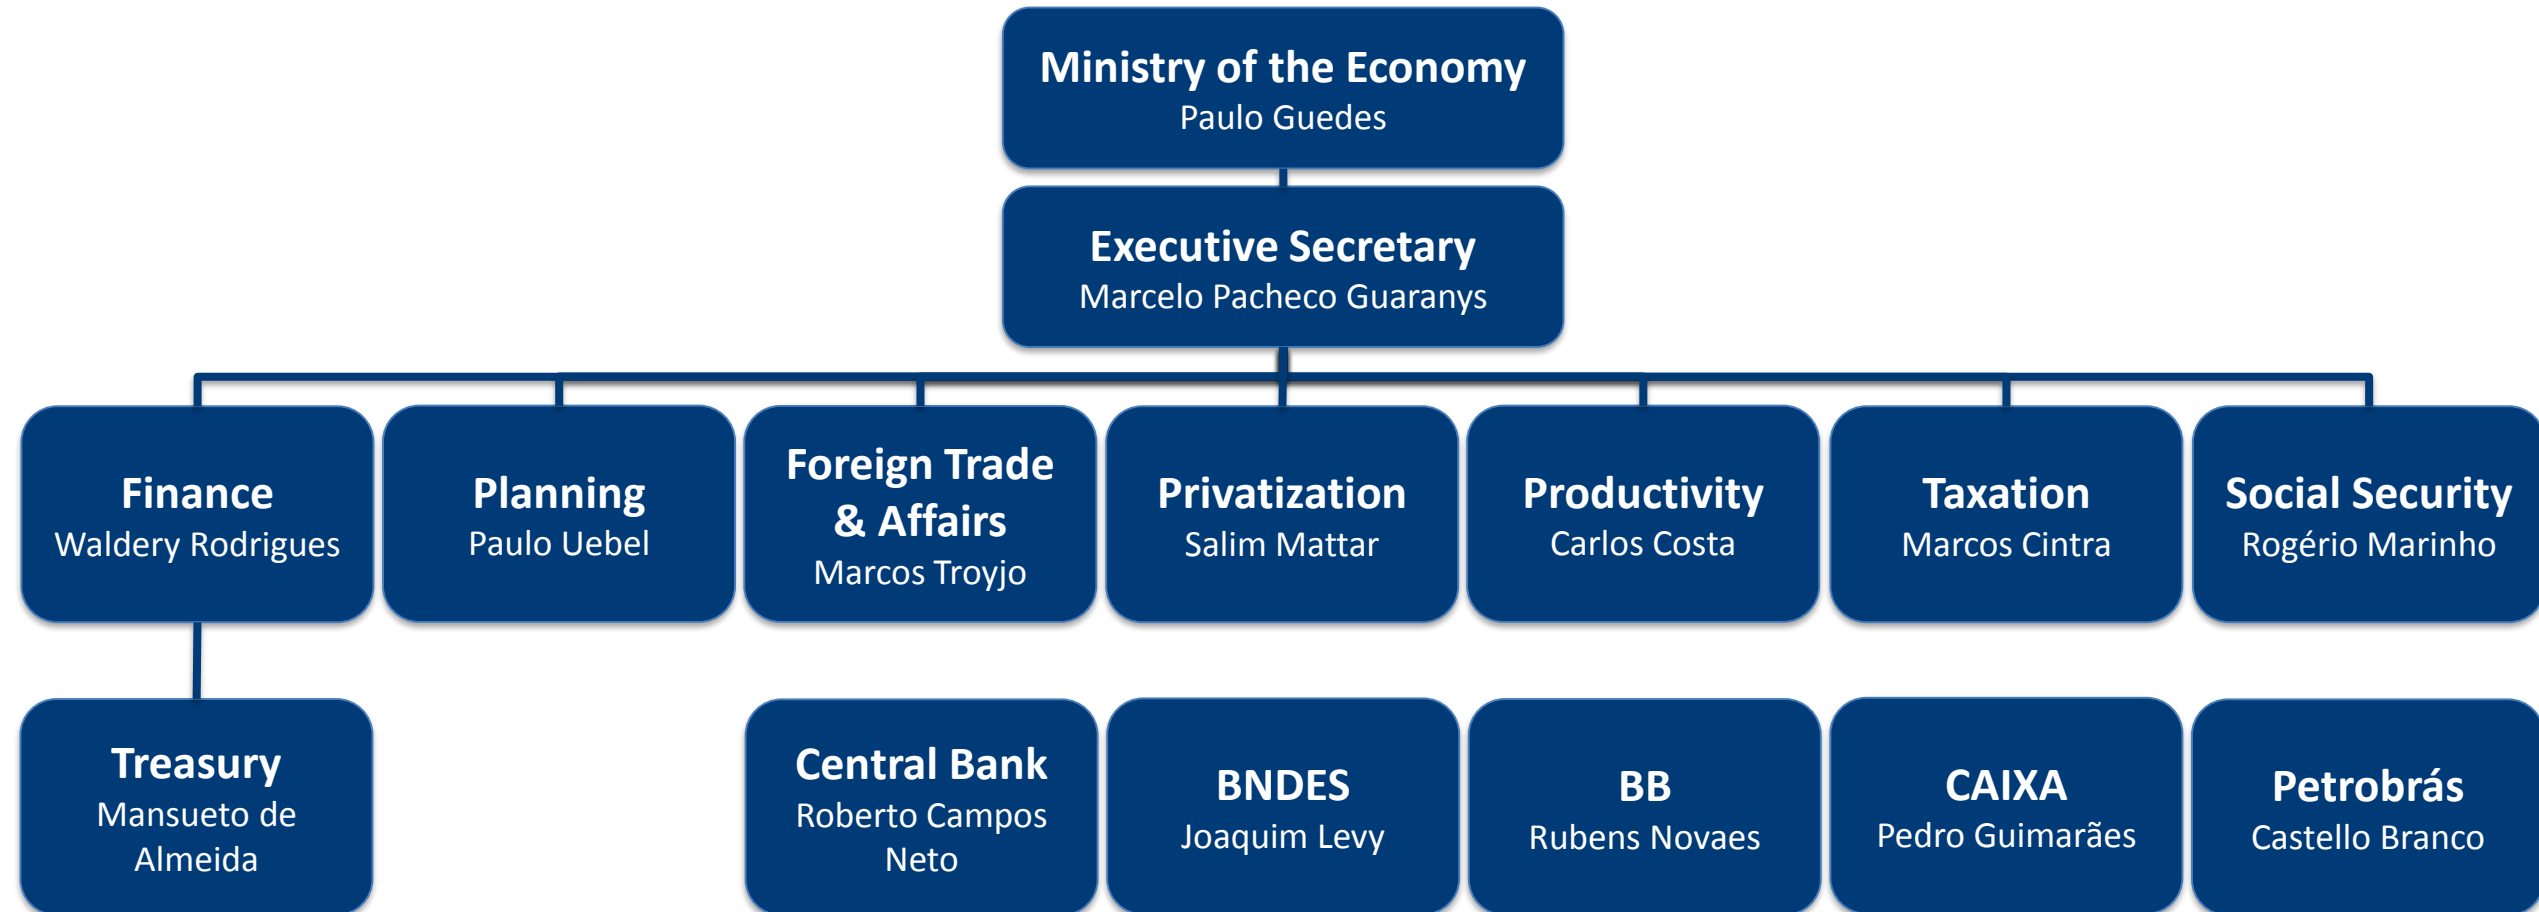 Ministry of the Economy
Paulo Guedes
Executive Secretary
Marcelo Pacheco Guaranys
Finance
Waldery Rodrigues
Planning
Paulo Uebel
Foreign Trade
& Affairs
Marcos Troyjo
Privatization
Salim Mattar
Productivity
Carlos Costa
Taxation
Marcos Cintra
Social Security
Rogério Marinho
Treasury
Mansueto de
Almeida
Central Bank
Roberto Campos
Neto
BNDES
Joaquim Levy
BB
Rubens Novaes
CAIXA
Pedro Guimarães
Petrobrás
Castello Branco